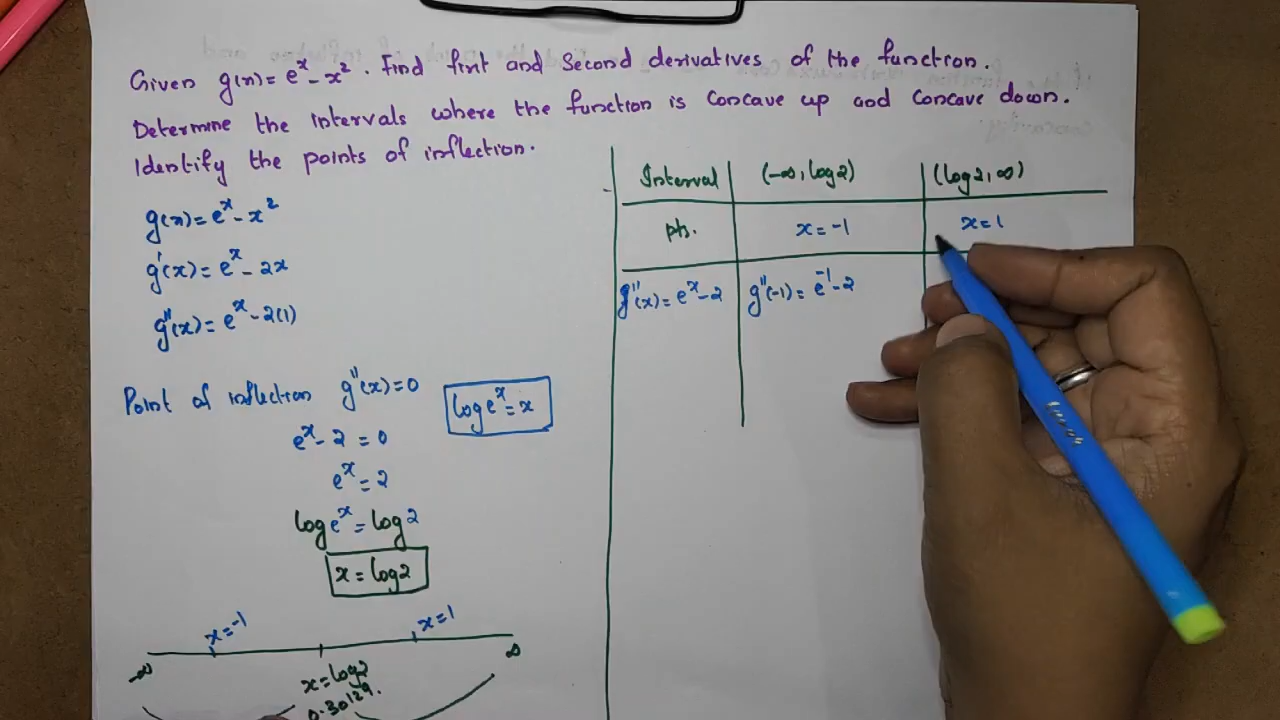 Given g(x) = e^x - x^2. Find first and Second derivatives of the function.
Determine the intervals where the function is Concave up and Concave down.
Identify the points of inflection.
g(x) = e^x - x^2
g'(x) = e^x - 2x
g''(x) = e^x - 2(1)
Point of inflection g''(x) = 0
log e^x = x
e^x - 2 = 0
e^x = 2
log e^x = log 2
x = log 2
x = -1 x = 1
-∞ x = log 2 ∞
0.30129.
Interval (-∞, log 2) (log 2, ∞)
pts. x = -1 x = 1
g''(x) = e^x - 2 g''(-1) = e^-1 - 2